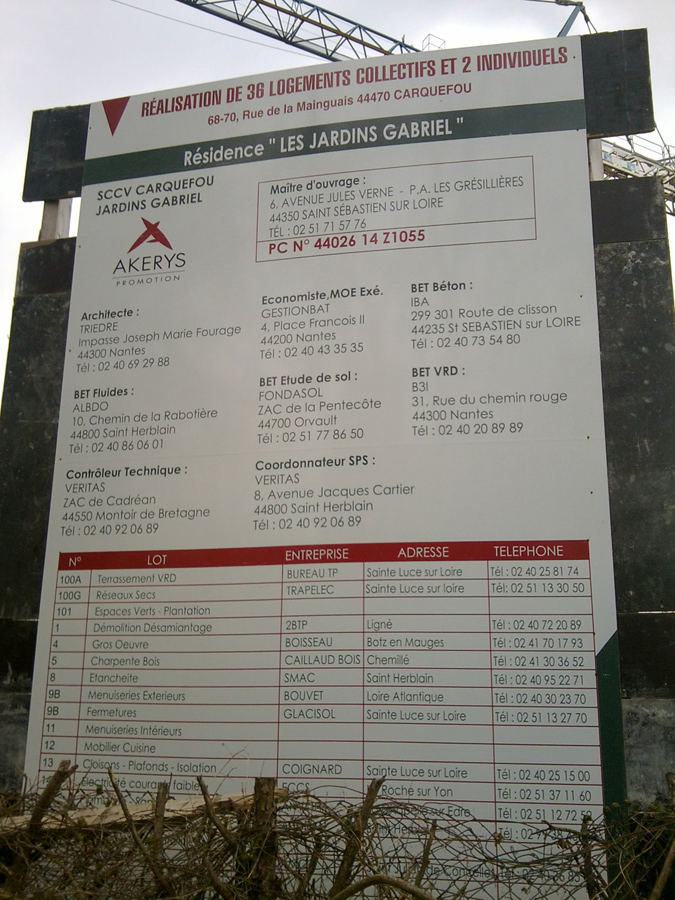 RÉALISATION DE 36 LOGEMENTS COLLECTIFS ET 2 INDIVIDUELS
68-70, Rue de la Mainguais 44470 CARQUEFOU
Résidence " LES JARDINS GABRIEL "
SCCV CARQUEFOU
JARDINS GABRIEL
AKERYS
PROMOTION
Maître d'ouvrage :
6, AVENUE JULES VERNE - P.A. LES GRÉSILLIÈRES
44350 SAINT SÉBASTIEN SUR LOIRE
TÉL : 02 51 71 57 76
PC N° 44026 14 Z1055
Architecte :
TRIEDRE
Impasse Joseph Marie Fourage
44300 Nantes
Tél : 02 40 69 29 88
Economiste,MOE Exé.
GESTIONBAT
4, Place Francois II
44200 Nantes
Tél : 02 40 43 35 35
BET Béton :
IBA
299 301 Route de clisson
44235 St SEBASTIEN sur LOIRE
Tél : 02 40 73 54 80
BET Fluides :
ALBDO
10, Chemin de la Rabotière
44800 Saint Herblain
Tél : 02 40 86 06 01
BET Etude de sol :
FONDASOL
ZAC de la Pentecôte
44700 Orvault
Tél : 02 51 77 86 50
BET VRD :
B3I
31, Rue du chemin rouge
44300 Nantes
Tél : 02 40 20 89 89
Contrôleur Technique :
VERITAS
ZAC de Cadréan
44550 Montoir de Bretagne
Tél : 02 40 92 06 89
Coordonnateur SPS :
VERITAS
8, Avenue Jacques Cartier
44800 Saint Herblain
Tél : 02 40 92 06 89
N° LOT ENTREPRISE ADRESSE TELEPHONE
100A Terrassement VRD BUREAU TP Sainte Luce sur Loire Tél : 02 40 25 81 74
100G Réseaux Secs TRAPELEC Sainte Luce sur loire Tél : 02 51 13 30 50
101 Espaces Verts - Plantation
1 Démolition Désamiantage 2BTP Ligné Tél : 02 40 72 20 89
4 Gros Oeuvre BOISSEAU Botz en Mauges Tél : 02 41 70 17 93
5 Charpente Bois CAILLAUD BOIS Chemillé Tél : 02 41 30 36 52
8 Etancheite SMAC Saint Herblain Tél : 02 40 95 22 71
9B Menuiseries Exterieurs BOUVET Loire Atlantique Tél : 02 40 30 23 70
9B Fermetures GLACISOL Sainte Luce sur Loire Tél : 02 51 13 27 70
11 Menuiseries Intérieurs
12 Mobilier Cuisine
13 Cloisons - Plafonds - Isolation COIGNARD Sainte Luce sur Loire Tél : 02 40 25 15 00
Electricité courant faible Roche sur Yon Tél : 02 51 37 11 60
sur Edre Tél : 02 51 12 72
Tél : 02